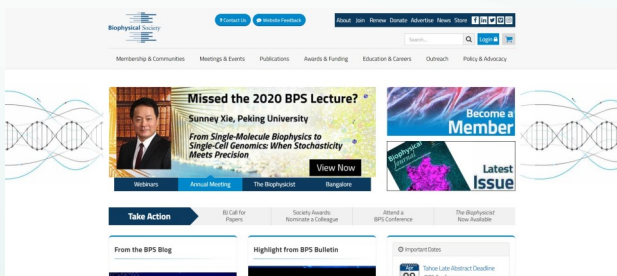 Biophysical Society
? Contact Us
Website Feedback
About Join Renew Donate Advertise News Store
Search...
Login
Membership & Communities
Meetings & Events
Publications
Awards & Funding
Education & Careers
Outreach
Policy & Advocacy
Missed the 2020 BPS Lecture?
Sunney Xie, Peking University
From Single-Molecule Biophysics to
Single-Cell Genomics: When Stochasticity
Meets Precision
View Now
Webinars
Annual Meeting
The Biophysicist
Bangalore
Become a
Member
Biophysical
Journal
Latest
Issue
Take Action
BJ Call for
Papers
Society Awards:
Nominate a Colleague
Attend a
BPS Conference
The Biophysicist
Now Available
From the BPS Blog
Highlight from BPS Bulletin
Important Dates
Apr
Tahoe Late Abstract Deadline